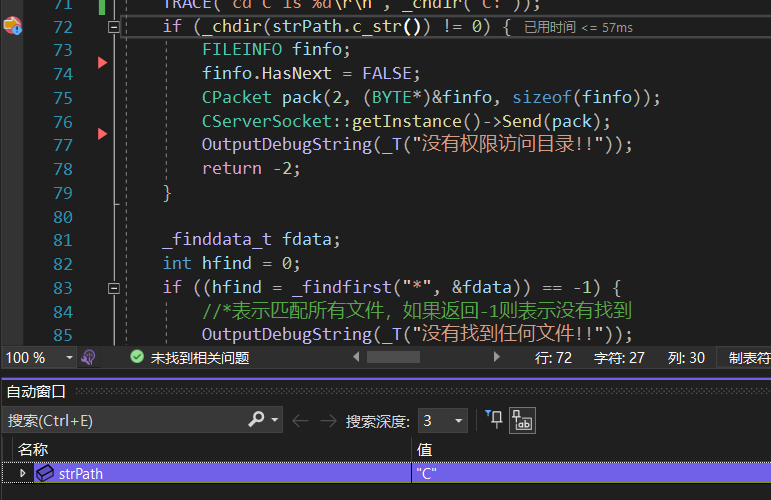 71 TRACE("cd C is %d\r\n", _chdir("C:"));
72 if (_chdir(strPath.c_str()) != 0) { 已用时间 <= 57ms
73 FILEINFO finfo;
74 finfo.HasNext = FALSE;
75 CPacket pack(2, (BYTE*)&finfo, sizeof(finfo));
76 CServerSocket::getInstance()->Send(pack);
77 OutputDebugString(_T("没有权限访问目录!!"));
78 return -2;
79 }
80
81 _finddata_t fdata;
82 int hfind = 0;
83 if ((hfind = _findfirst("*", &fdata)) == -1) {
84 //*表示匹配所有文件，如果返回-1则表示没有找到
85 OutputDebugString(_T("没有找到任何文件!!"));
100 % 未找到相关问题 行: 72 字符: 27 列: 30 制表符
自动窗口
搜索(Ctrl+E) 搜索深度: 3
名称 值
strPath "C"